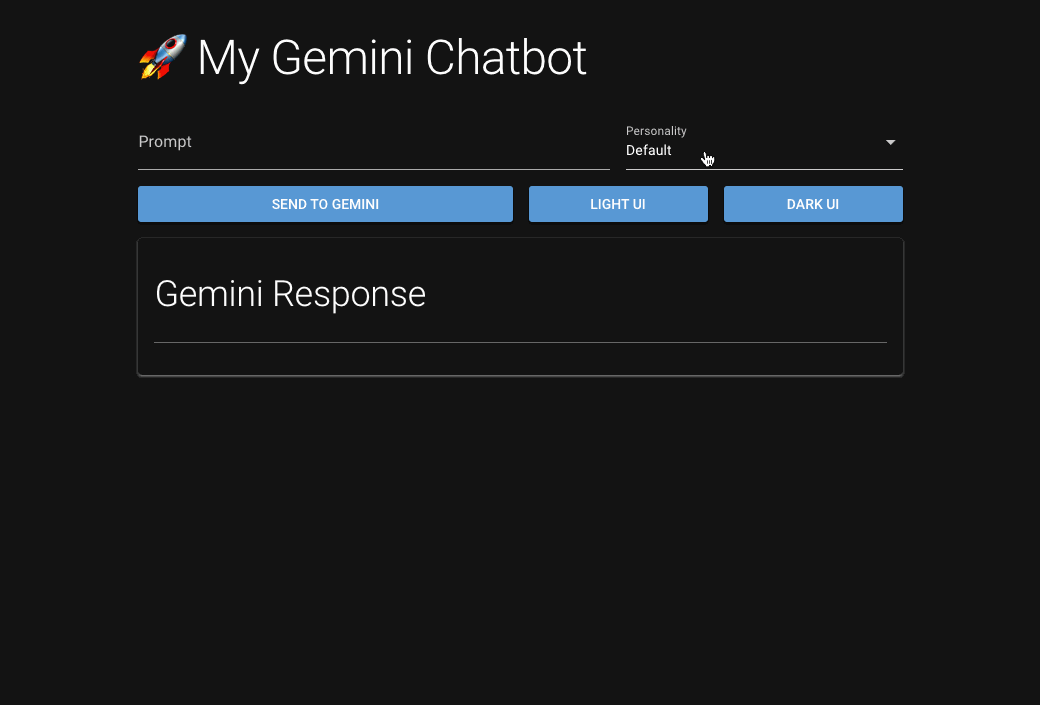 🚀 My Gemini Chatbot
Prompt
Personality
Default
SEND TO GEMINI
LIGHT UI
DARK UI
Gemini Response